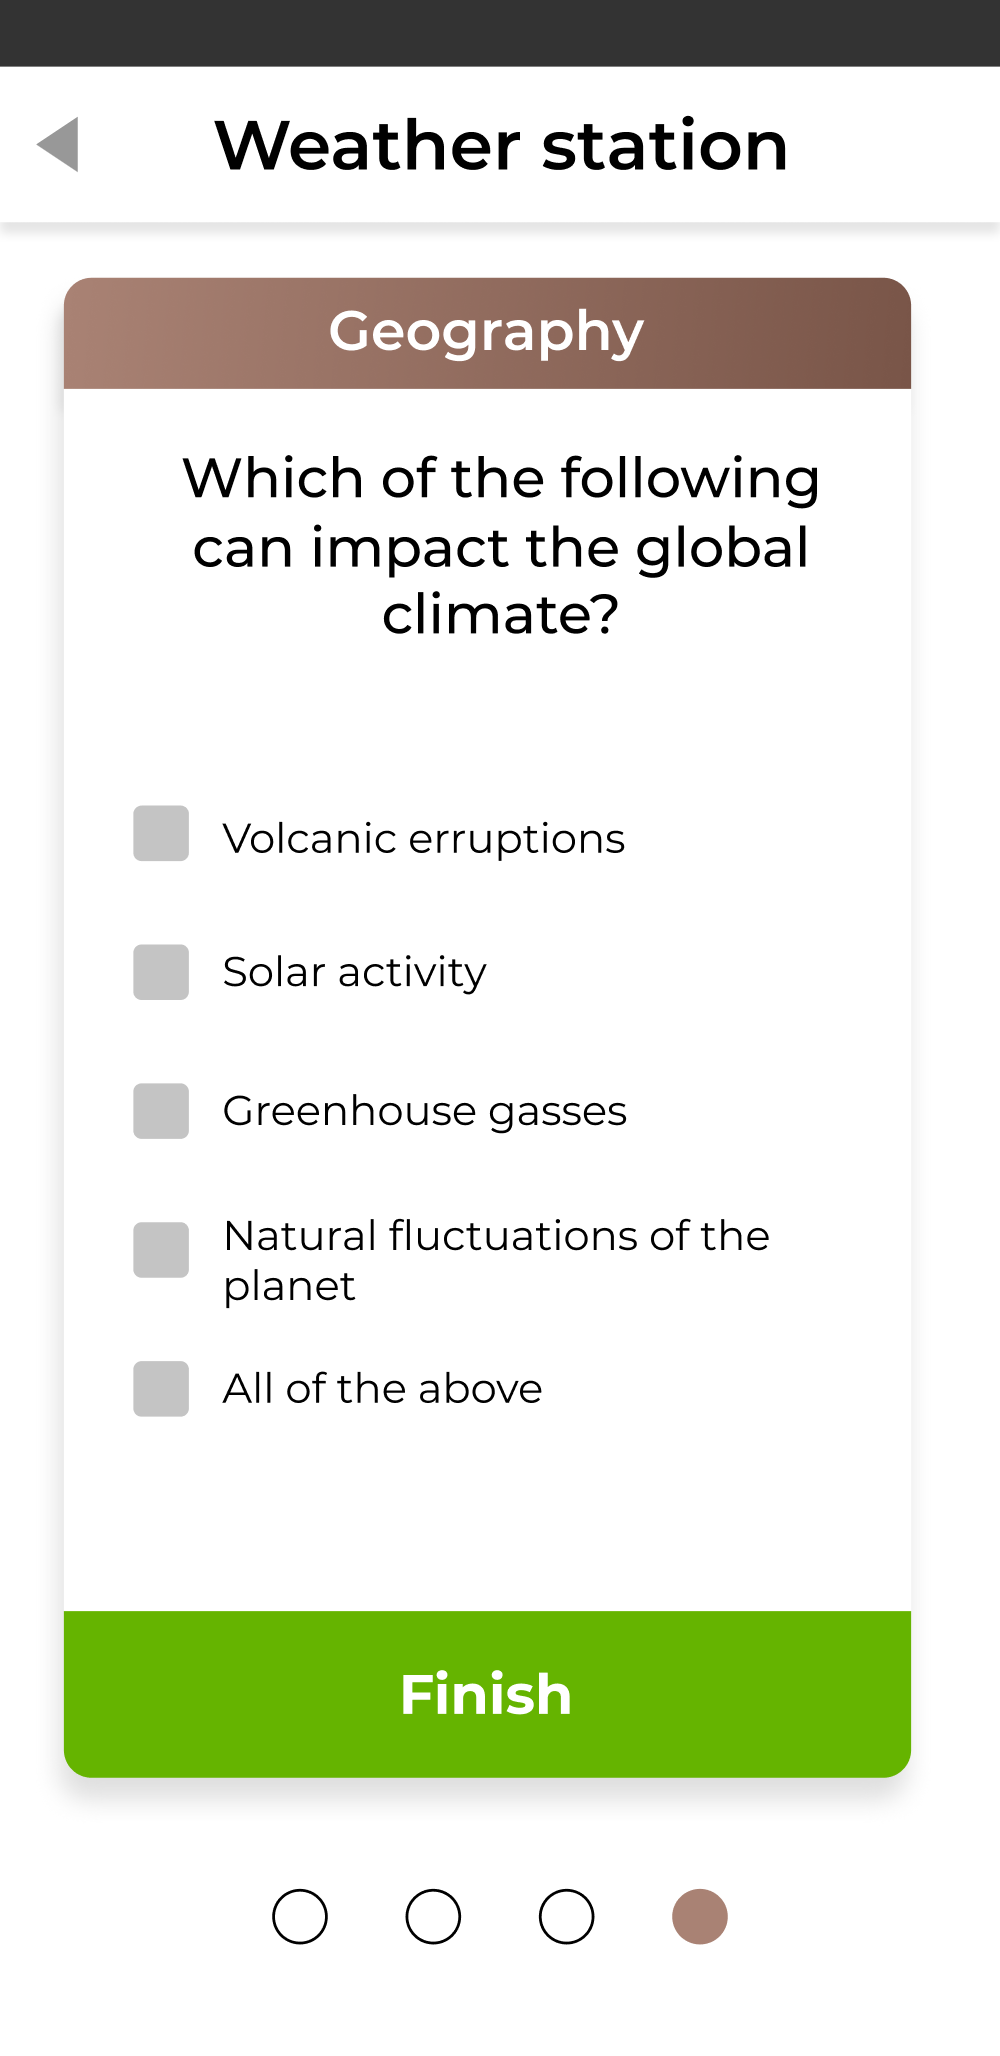 Weather station
Geography
Which of the following
can impact the global
climate?
Volcanic erruptions
Solar activity
Greenhouse gasses
Natural fluctuations of the
planet
All of the above
Finish